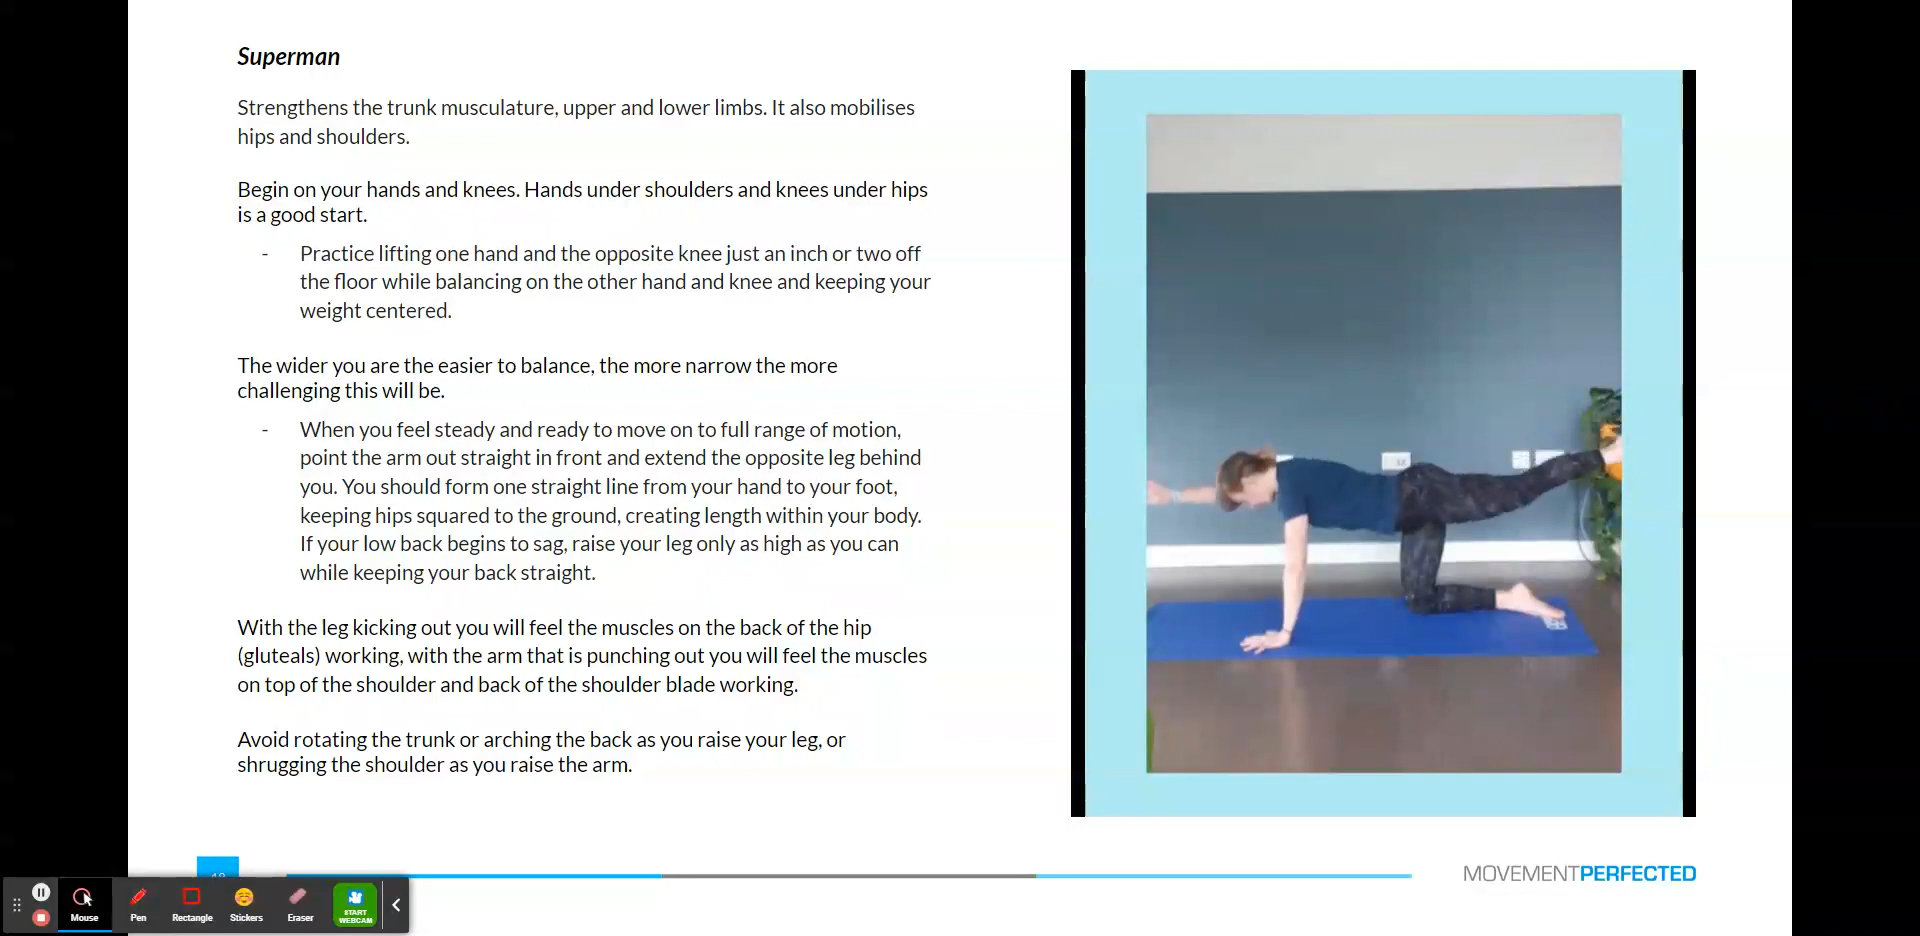 Superman
Strengthens the trunk musculature, upper and lower limbs. It also mobilises
hips and shoulders.
Begin on your hands and knees. Hands under shoulders and knees under hips
is a good start.
- Practice lifting one hand and the opposite knee just an inch or two off
the floor while balancing on the other hand and knee and keeping your
weight centered.
The wider you are the easier to balance, the more narrow the more
challenging this will be.
- When you feel steady and ready to move on to full range of motion,
point the arm out straight in front and extend the opposite leg behind
you. You should form one straight line from your hand to your foot,
keeping hips squared to the ground, creating length within your body.
If your low back begins to sag, raise your leg only as high as you can
while keeping your back straight.
With the leg kicking out you will feel the muscles on the back of the hip
(gluteals) working, with the arm that is punching out you will feel the muscles
on top of the shoulder and back of the shoulder blade working.
Avoid rotating the trunk or arching the back as you raise your leg, or
shrugging the shoulder as you raise the arm.
MOVEMENTPERFECTED
Mouse Pen Rectangle Stickers Eraser
START
WEBCAM